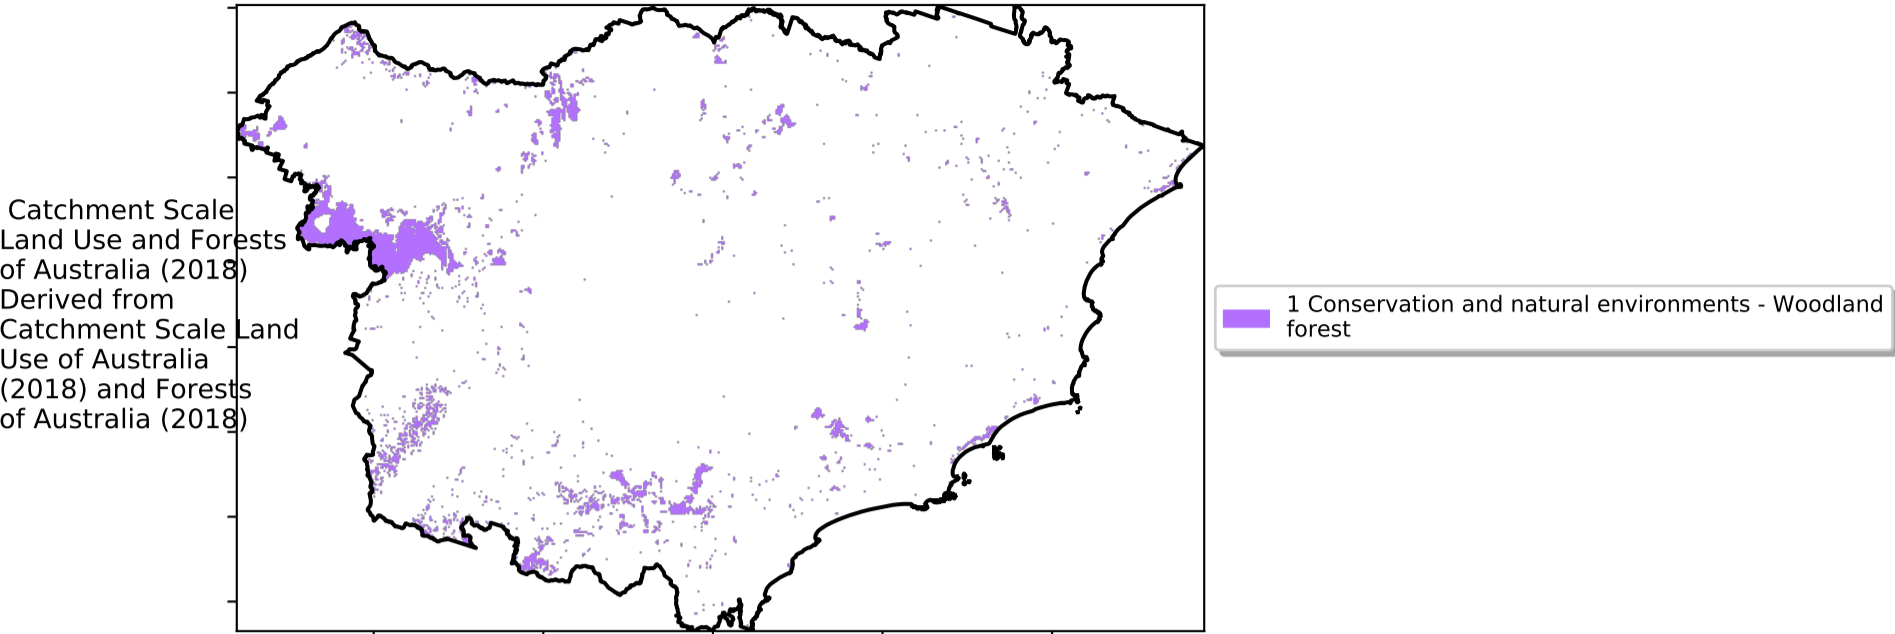 Catchment Scale
Land Use and Forests
of Australia (2018)
Derived from
Catchment Scale Land
Use of Australia
(2018) and Forests
of Australia (2018)
1 Conservation and natural environments - Woodland
forest